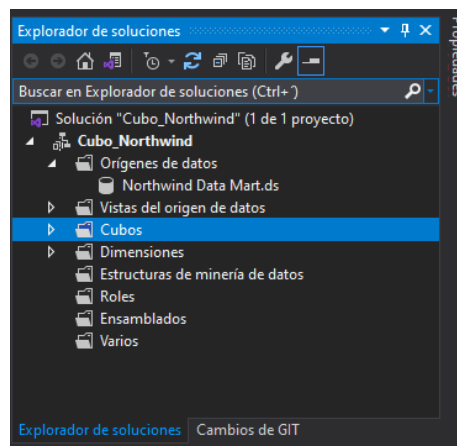 Explorador de soluciones
Propiedades
Buscar en Explorador de soluciones (Ctrl+´)
Solución "Cubo_Northwind" (1 de 1 proyecto)
Cubo_Northwind
Orígenes de datos
Northwind Data Mart.ds
Vistas del origen de datos
Cubos
Dimensiones
Estructuras de minería de datos
Roles
Ensamblados
Varios
Explorador de soluciones Cambios de GIT